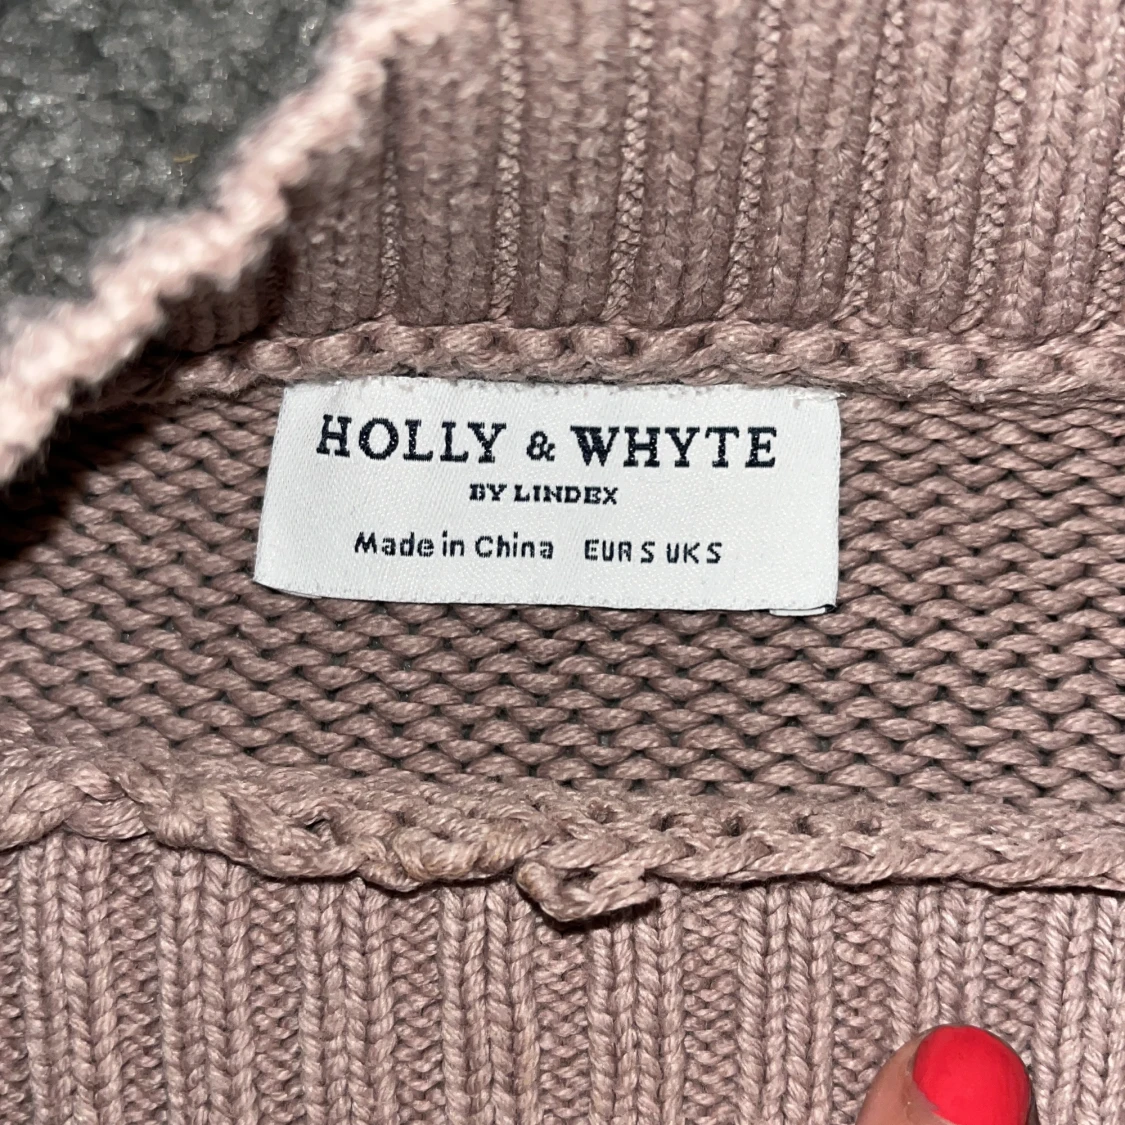 HOLLY & WHYTE
BY LINDEX
Made in China EUR S UK S